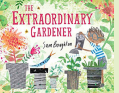 THE
EXTRAORDINARY
GARDENER
Sam Boughton